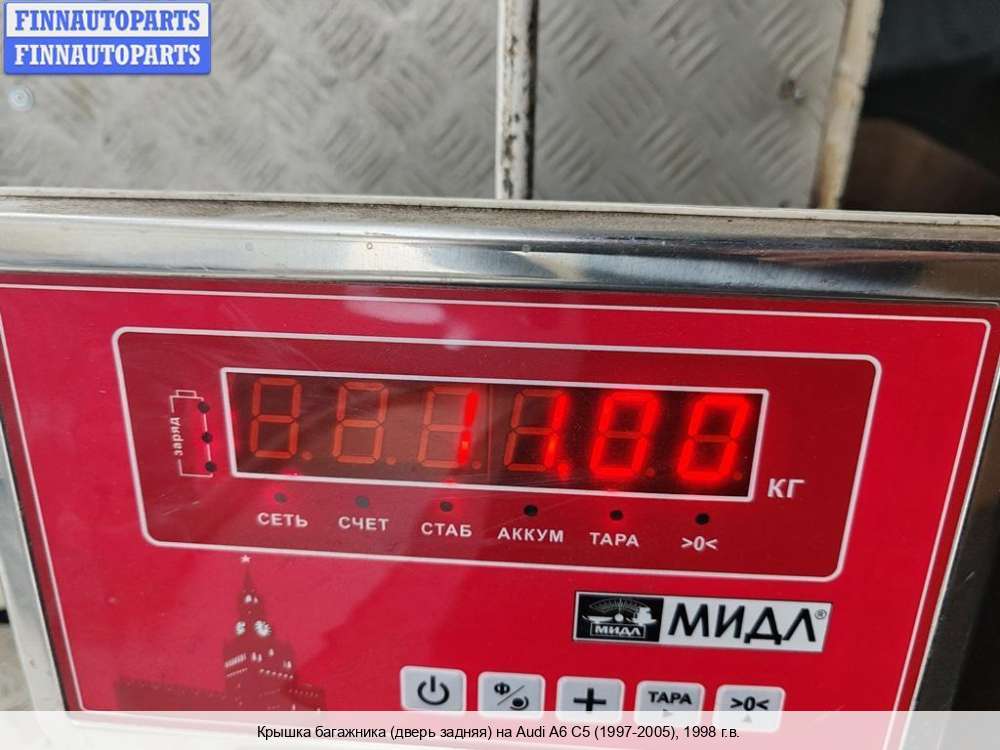 FINNAUTOPARTS
FINNAUTOPARTS
заряд
11.00
КГ
СЕТЬ СЧЕТ СТАБ АККУМ ТАРА >0<
МИДЛ МИДЛ®
Ф ТАРА >0<
Крышка багажника (дверь задняя) на Audi A6 C5 (1997-2005), 1998 г.в.